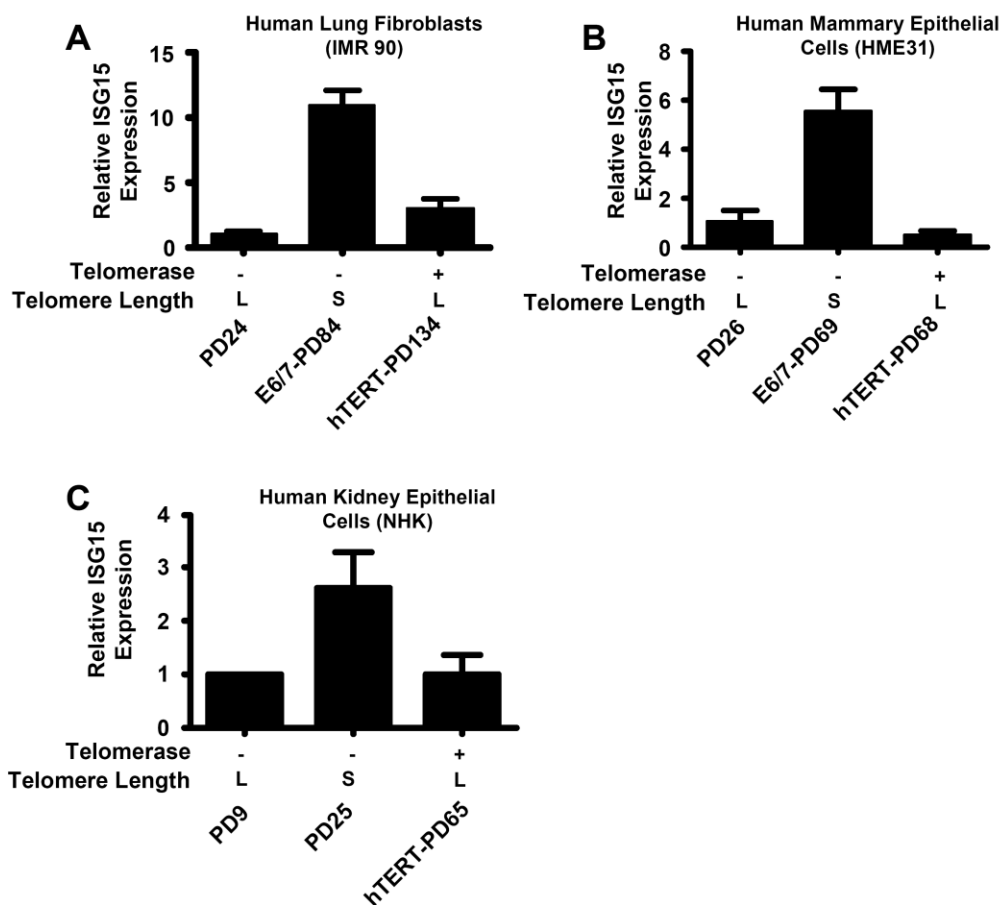 A
Human Lung Fibroblasts
(IMR 90)
Relative ISG15
Expression
15
10
5
0
Telomerase - - +
Telomere Length L S L
PD24
E6/7-PD84
hTERT-PD134
B
Human Mammary Epithelial
Cells (HME31)
Relative ISG15
Expression
8
6
4
2
0
Telomerase - - +
Telomere Length L S L
PD26
E6/7-PD69
hTERT-PD68
C
Human Kidney Epithelial
Cells (NHK)
Relative ISG15
Expression
4
3
2
1
0
Telomerase - - +
Telomere Length L S L
PD9
PD25
hTERT-PD65